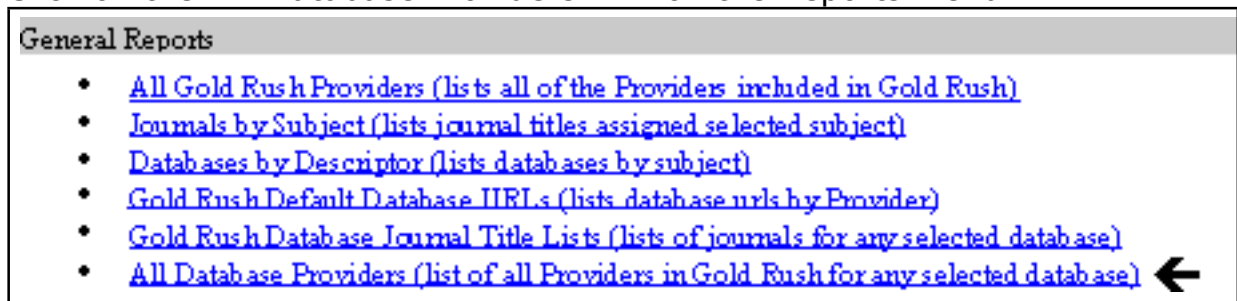 General Reports
• All Gold Rush Providers (lists all of the Providers included in Gold Rush)
• Journals by Subject (lists journal titles assigned selected subject)
• Databases by Descriptor (lists databases by subject)
• Gold Rush Default Database URLs (lists database urls by Provider)
• Gold Rush Database Journal Title Lists (lists of journals for any selected database)
• All Database Providers (list of all Providers in Gold Rush for any selected database)